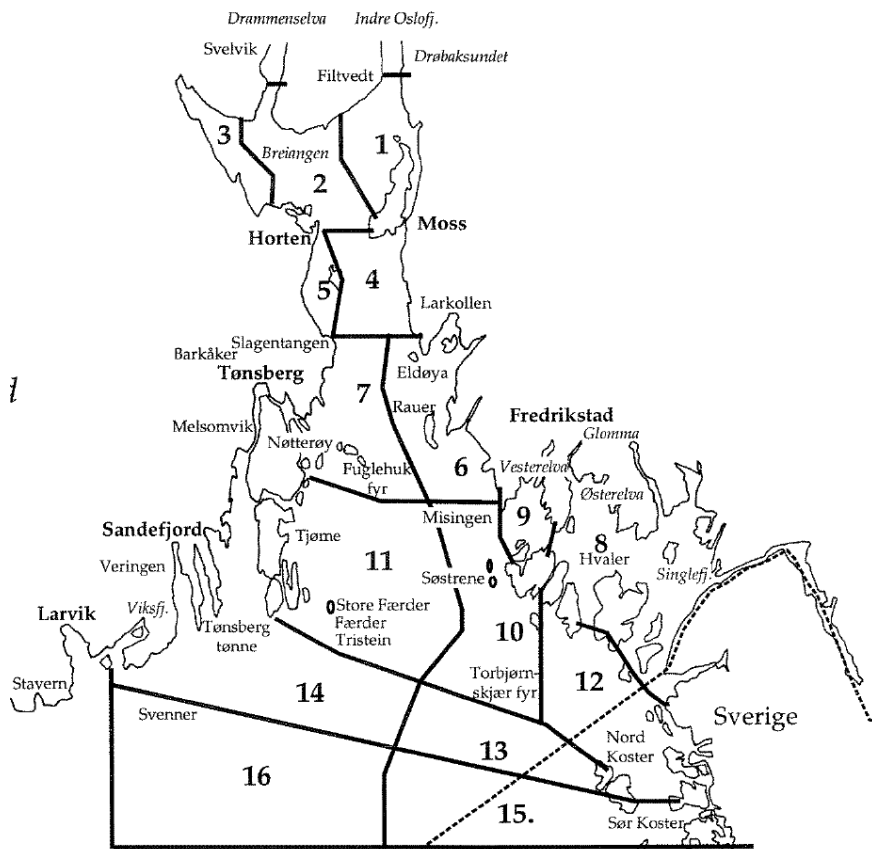 Drammenselva
Indre Oslofj.
Svelvik
Filtvedt
Drøbaksundet
3
1
Breiangen
2
Horten
Moss
5
4
Larkollen
Slagentangen
Barkåker
Eldøya
Tønsberg
7
Rauer
Fredrikstad
Melsomvik
Glomma
Nøtterøy
6
Vesterelva
Fuglehuk
fyr
Østerelva
Misingen
9
8
Sandefjord
Tjøme
Hvaler
Veringen
11
Singlefj.
Søstrene
Larvik
Viksfj.
Store Færder
Færder
Tristein
10
Tønsberg
tønne
Torbjørn-
skjær fyr
12
Stavern
14
Svenner
Sverige
13
Nord
Koster
16
15.
Sør Koster